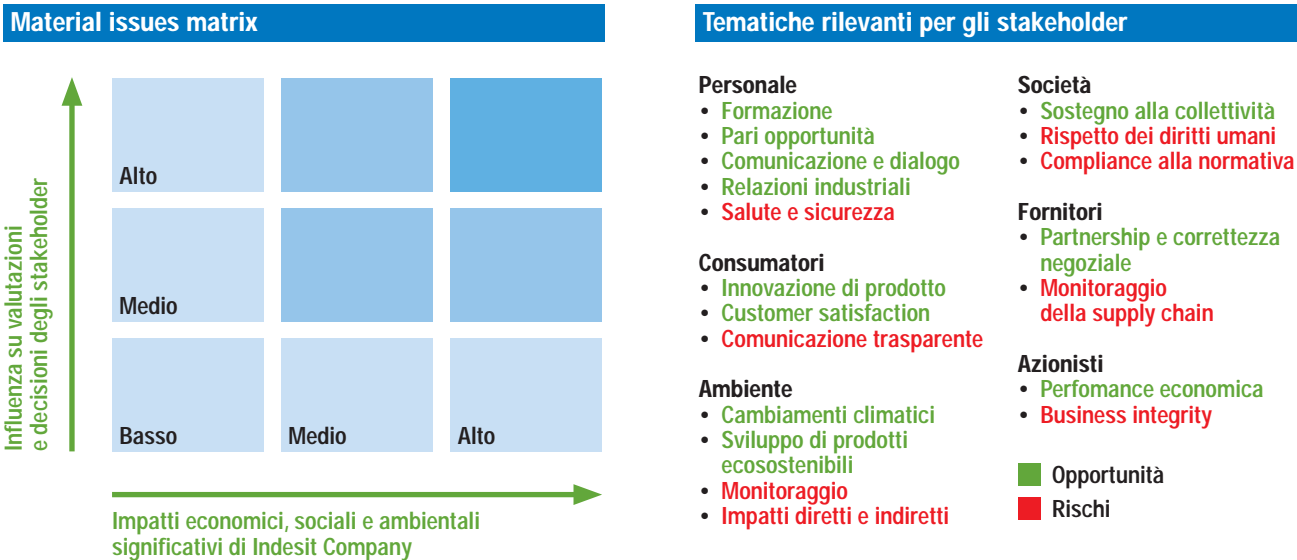 Material issues matrix
Influenza su valutazioni
e decisioni degli stakeholder
Alto
Medio
Basso
Medio
Alto
Impatti economici, sociali e ambientali
significativi di Indesit Company
Tematiche rilevanti per gli stakeholder
Personale
• Formazione
• Pari opportunità
• Comunicazione e dialogo
• Relazioni industriali
• Salute e sicurezza
Consumatori
• Innovazione di prodotto
• Customer satisfaction
• Comunicazione trasparente
Ambiente
• Cambiamenti climatici
• Sviluppo di prodotti
ecosostenibili
• Monitoraggio
• Impatti diretti e indiretti
Società
• Sostegno alla collettività
• Rispetto dei diritti umani
• Compliance alla normativa
Fornitori
• Partnership e correttezza
negoziale
• Monitoraggio
della supply chain
Azionisti
• Perfomance economica
• Business integrity
Opportunità
Rischi